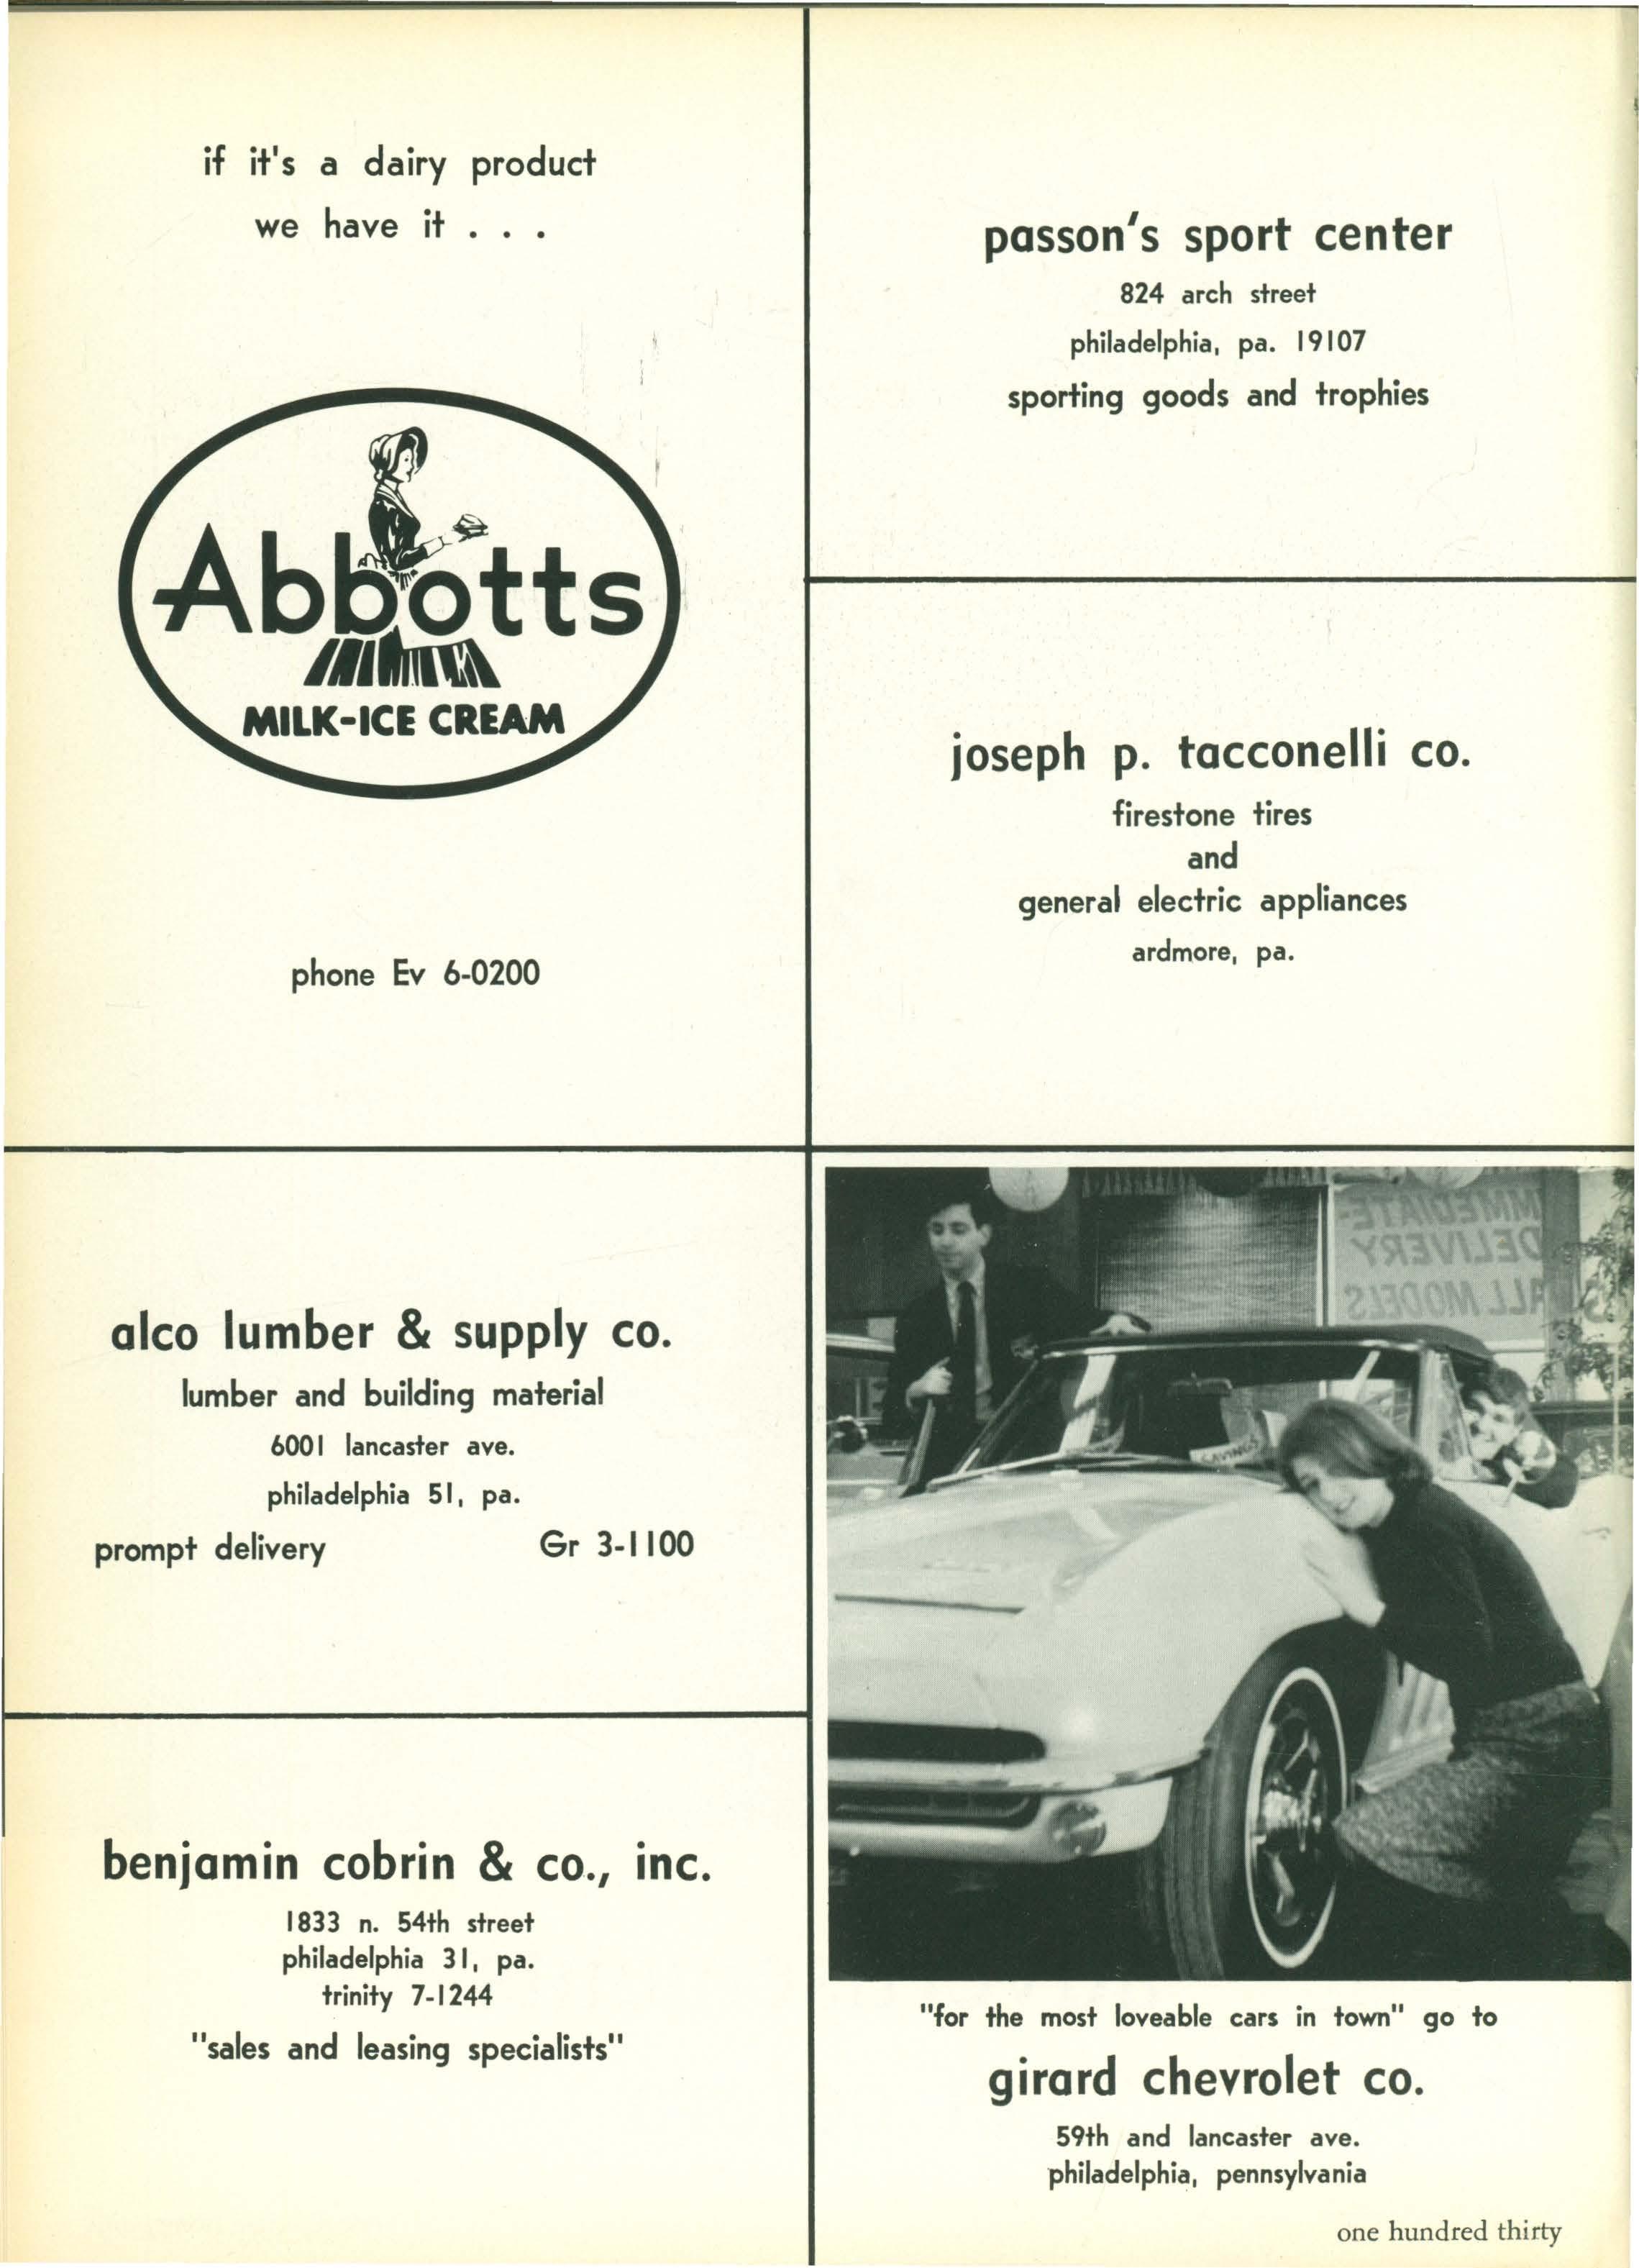 if it's a dairy product
we have it . . .
Abbotts
MILK-ICE CREAM
phone Ev 6-0200
passon's sport center
824 arch street
philadelphia, pa. 19107
sporting goods and trophies
joseph p. tacconelli co.
firestone tires
and
general electric appliances
ardmore, pa.
alco lumber & supply co.
lumber and building material
6001 lancaster ave.
philadelphia 51, pa.
prompt delivery Gr 3-1100
benjamin cobrin & co., inc.
1833 n. 54th street
philadelphia 31, pa.
trinity 7-1244
"sales and leasing specialists"
IMMEDIATE
DELIVERY
ALL MODELS
SAVINGS
"for the most loveable cars in town" go to
girard chevrolet co.
59th and lancaster ave.
philadelphia, pennsylvania
one hundred thirty